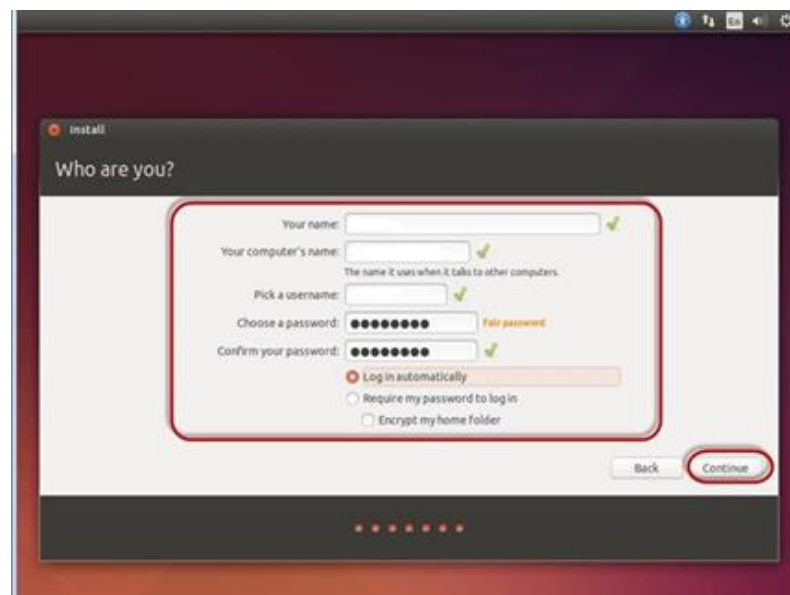 En
Install
Who are you?
Your name:
Your computer's name:
The name it uses when it talks to other computers.
Pick a username:
Choose a password: ●●●●●●●● Fair password
Confirm your password: ●●●●●●●●
Log in automatically
Require my password to log in
Encrypt my home folder
Back Continue